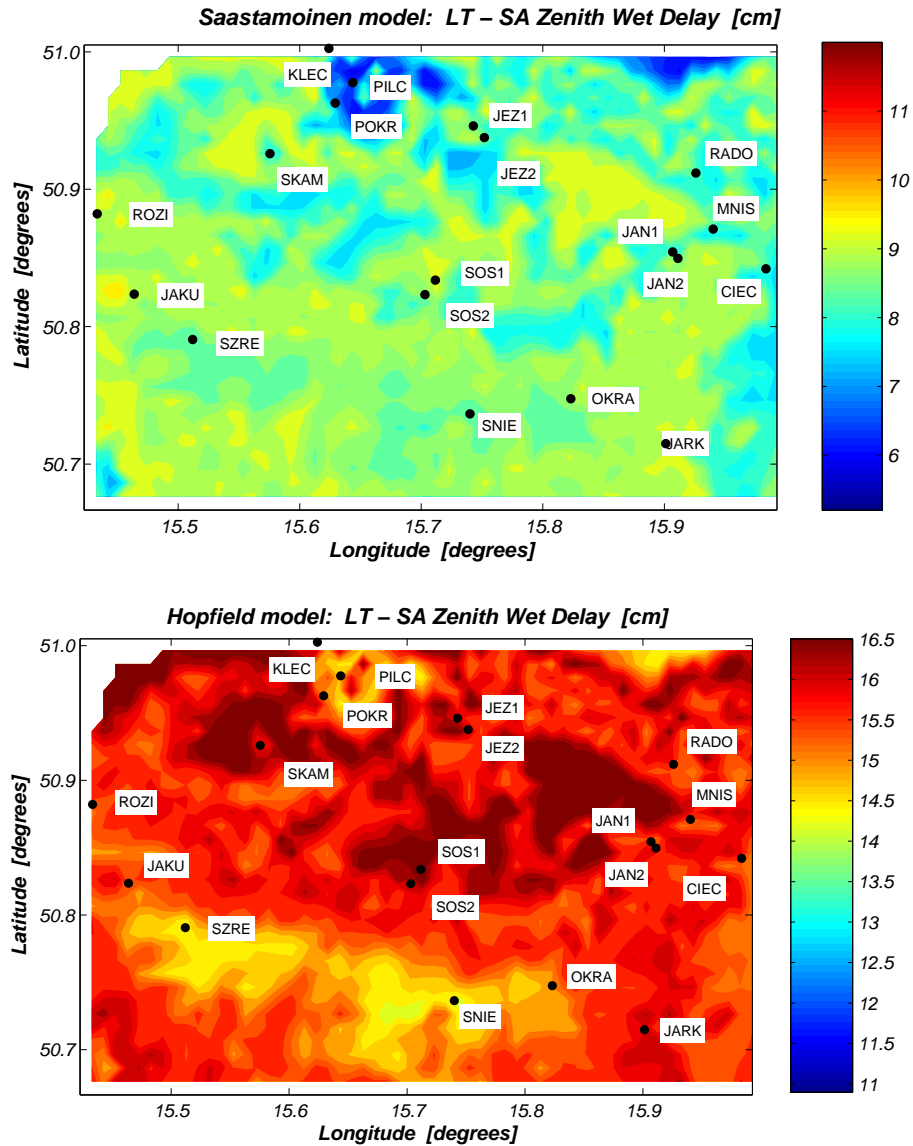 Saastamoinen model: LT – SA Zenith Wet Delay [cm]
51.0
50.9
50.8
50.7
Latitude [degrees]
KLEC
PILC
POKR
JEZ1
JEZ2
SKAM
RADO
ROZI
MNIS
JAN1
JAN2
CIEC
SOS1
SOS2
JAKU
SZRE
OKRA
SNIE
JARK
15.5
15.6
15.7
15.8
15.9
Longitude [degrees]
11
10
9
8
7
6
Hopfield model: LT – SA Zenith Wet Delay [cm]
51.0
50.9
50.8
50.7
Latitude [degrees]
KLEC
PILC
POKR
JEZ1
JEZ2
SKAM
RADO
ROZI
MNIS
JAN1
JAN2
CIEC
SOS1
SOS2
JAKU
SZRE
OKRA
SNIE
JARK
15.5
15.6
15.7
15.8
15.9
Longitude [degrees]
16.5
16
15.5
15
14.5
14
13.5
13
12.5
12
11.5
11